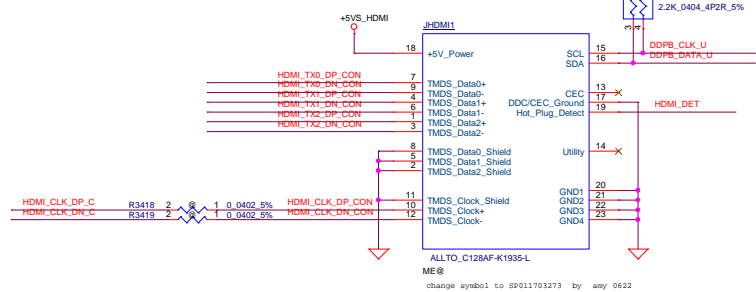 2.2K_0404_4P2R_5%
3 4
+5VS_HDMI
JHDMI1
18 +5V_Power SCL 15 DDPB_CLK_U
SDA 16 DDPB_DATA_U
HDMI_TX0_DP_CON 7 TMDS_Data0+
HDMI_TX0_DN_CON 9 TMDS_Data0- CEC 13
HDMI_TX1_DP_CON 4 TMDS_Data1+ DDC/CEC_Ground 17
HDMI_TX1_DN_CON 6 TMDS_Data1- Hot_Plug_Detect 19 HDMI_DET
HDMI_TX2_DP_CON 1 TMDS_Data2+
HDMI_TX2_DN_CON 3 TMDS_Data2-
8 TMDS_Data0_Shield Utility 14
5 TMDS_Data1_Shield
2 TMDS_Data2_Shield
GND1 20
11 TMDS_Clock_Shield GND2 21
HDMI_CLK_DP_C R3418 2 @ 1 0_0402_5% HDMI_CLK_DP_CON 10 TMDS_Clock+ GND3 22
HDMI_CLK_DN_C R3419 2 @ 1 0_0402_5% HDMI_CLK_DN_CON 12 TMDS_Clock- GND4 23
ALLTO_C128AF-K1935-L
ME@
change symbol to SP011703273 by amy 0622